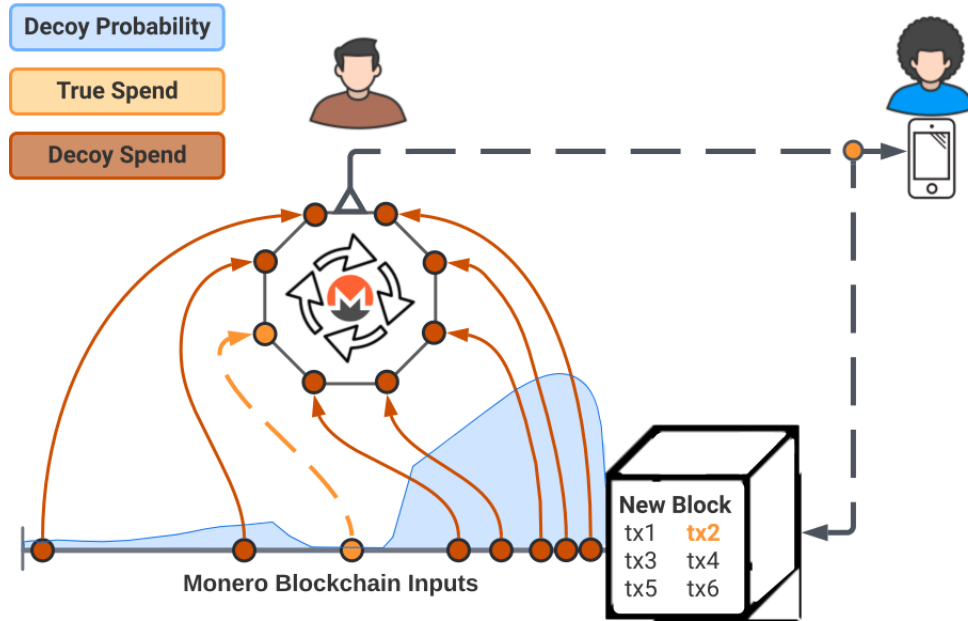 Decoy Probability
True Spend
Decoy Spend
New Block
tx1 tx2
tx3 tx4
tx5 tx6
Monero Blockchain Inputs